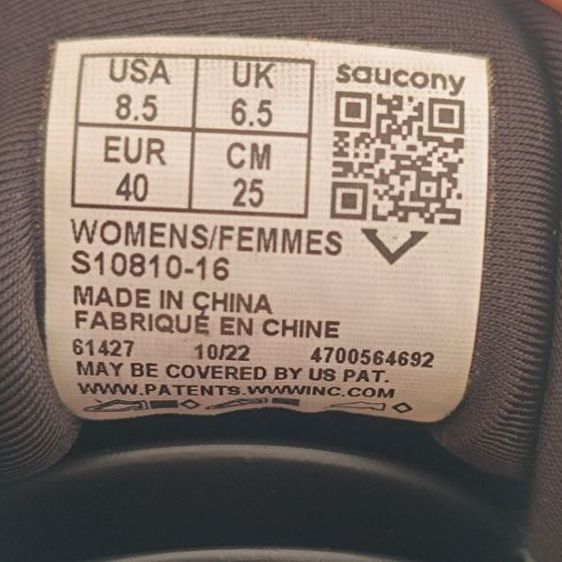 USA UK
8.5 6.5
EUR CM
40 25
saucony
WOMENS/FEMMES
S10810-16
MADE IN CHINA
FABRIQUÉ EN CHINE
61427 10/22 4700564692
MAY BE COVERED BY US PAT.
WWW.PATENTS.WWWINC.COM